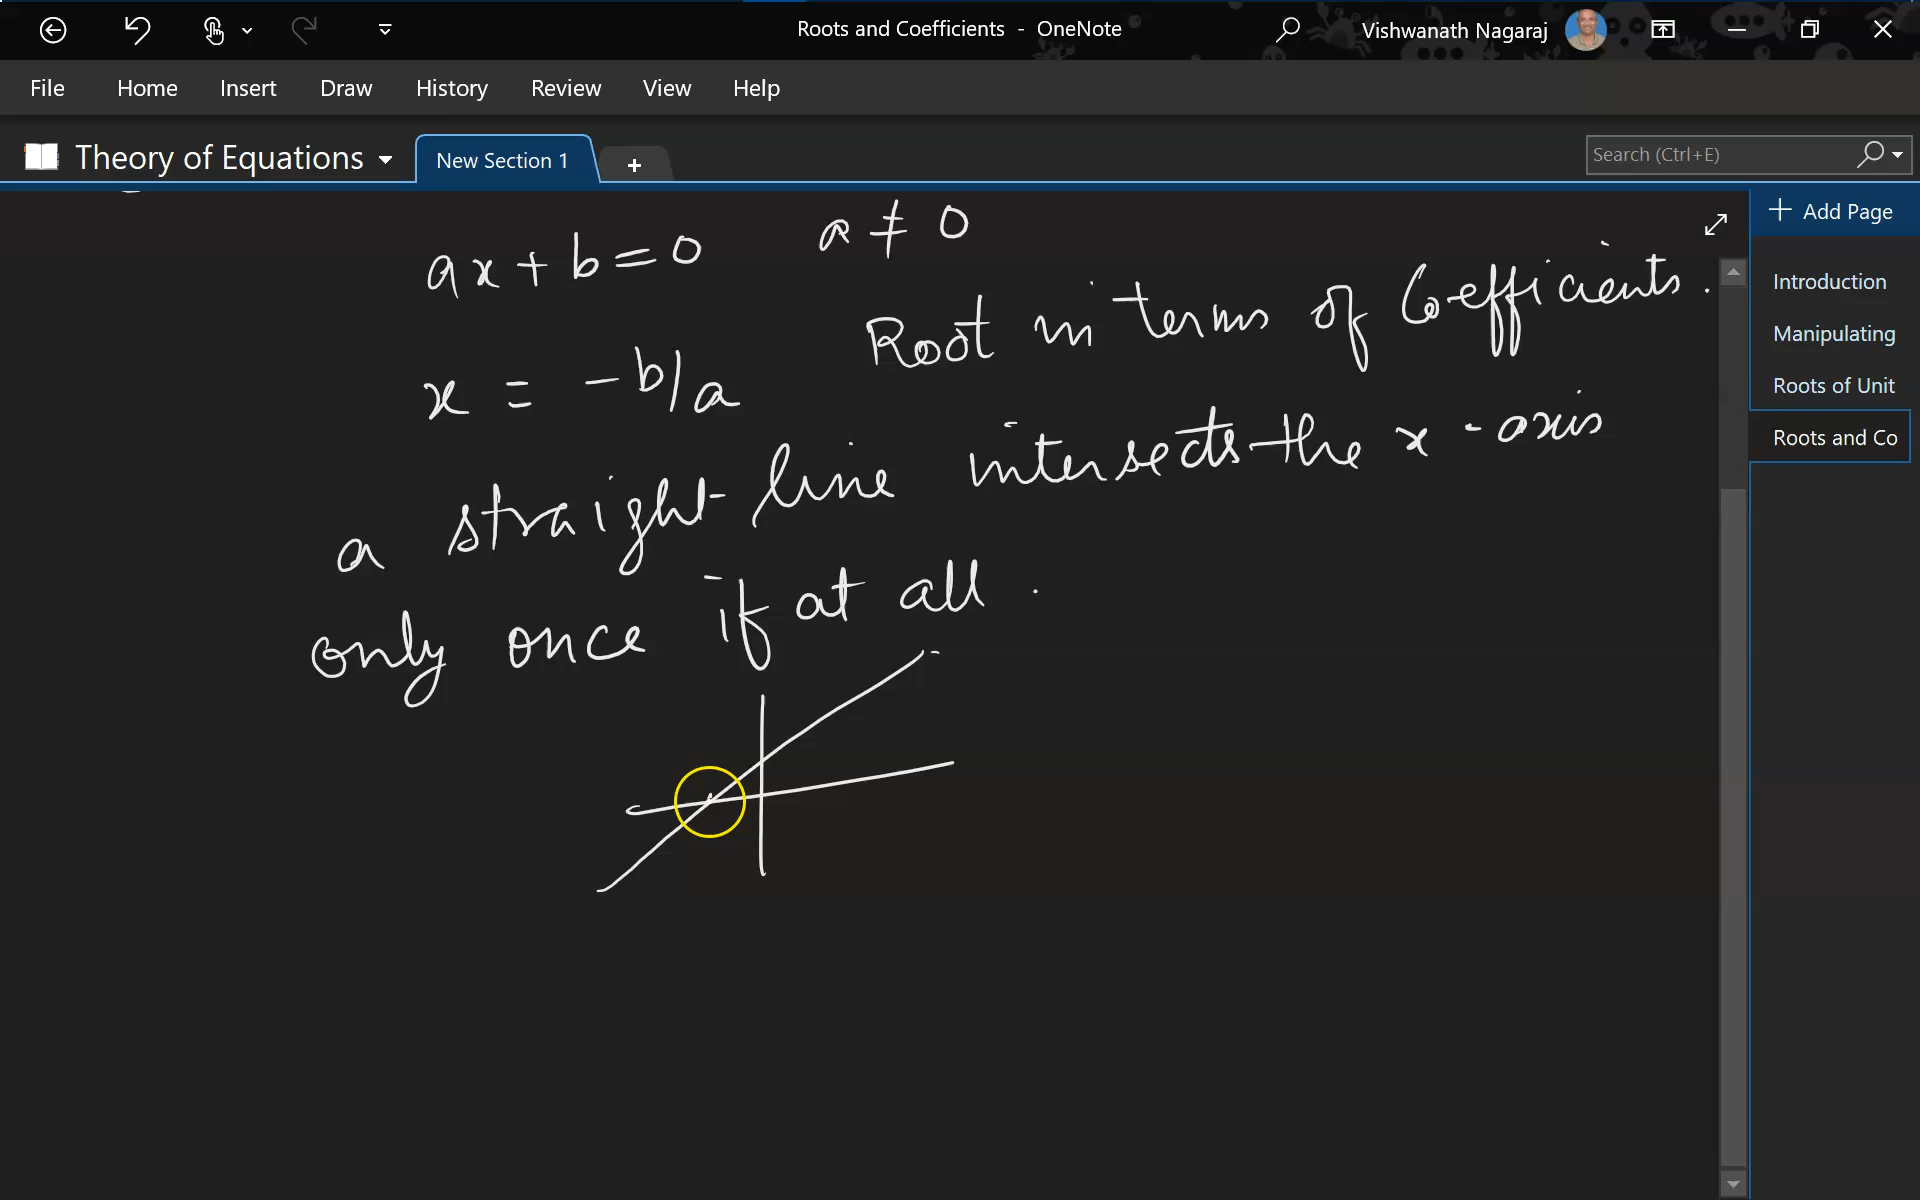 Roots and Coefficients - OneNote
Vishwanath Nagaraj
File Home Insert Draw History Review View Help
Theory of Equations
New Section 1
+
Search (Ctrl+E)
Add Page
Introduction
Manipulating
Roots of Unit
Roots and Co
ax + b = 0 a ≠ 0
x = - b/a Root in terms of Coefficients.
a straight line intersects the x-axis
only once if at all.